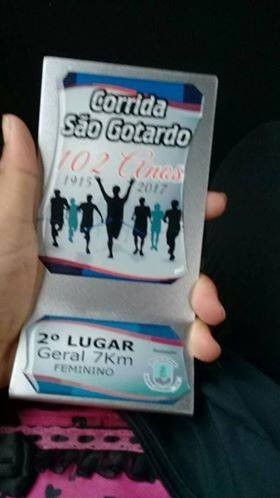 Corrida
São Gotardo
102 Anos
1915 2017
2º LUGAR
Geral 7Km
FEMININO